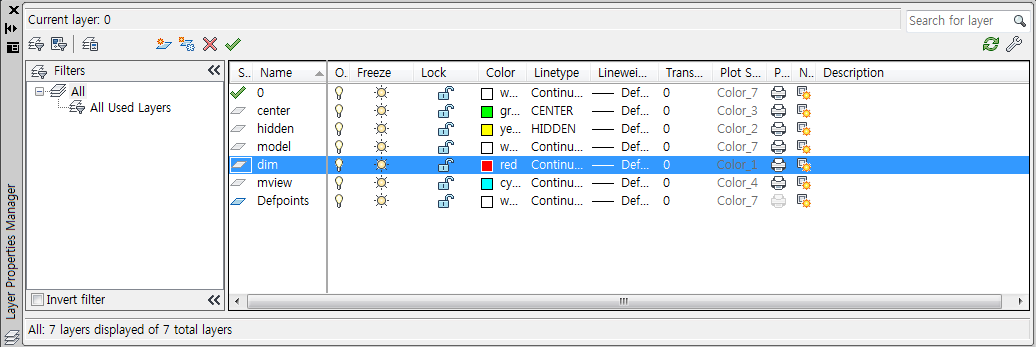 Current layer: 0
Search for layer
Filters
All
All Used Layers
Invert filter
S.. Name O. Freeze Lock Color Linetype Linewei... Trans... Plot S... P... N.. Description
0 w... Continu... Def... 0 Color_7
center gr... CENTER Def... 0 Color_3
hidden ye... HIDDEN Def... 0 Color_2
model w... Continu... Def... 0 Color_7
dim red Continu... Def... 0 Color_1
mview cy... Continu... Def... 0 Color_4
Defpoints w... Continu... Def... 0 Color_7
All: 7 layers displayed of 7 total layers
Layer Properties Manager